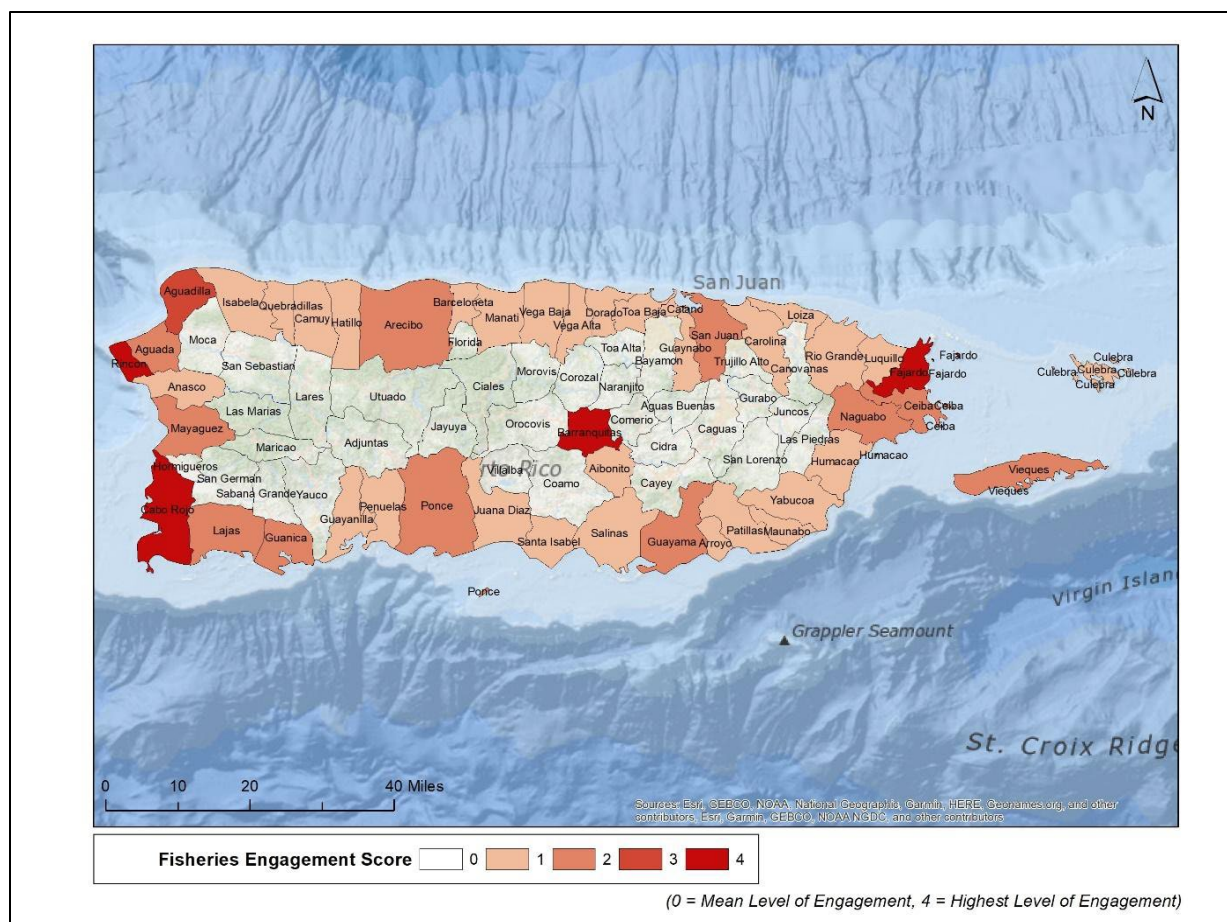 N
San Juan
Aguadilla
Isabela
Quebradillas
Camuy
Hatillo
Arecibo
Barceloneta
Manati
Vega Baja
Vega Alta
Dorado
Toa Baja
Catano
San Juan
Carolina
Loiza
Moca
Florida
Toa Alta
Bayamon
Guaynabo
Trujillo Alto
Canovanas
Rio Grande
Luquillo
Fajardo
Fajardo
Fajardo
Culebra
Culebra
Culebra
Culebra
Culebra
Aguada
Rincon
San Sebastian
Morovis
Corozal
Naranjito
Anasco
Lares
Utuado
Ciales
Gurabo
Ceiba
Ceiba
Ceiba
Las Marias
Aguas Buenas
Juncos
Naguabo
Mayaguez
Jayuya
Orocovis
Barranquitas
Comerio
Caguas
Las Piedras
Maricao
Adjuntas
Cidra
Humacao
Humacao
Hormigueros
San German
Villalba
rto Rico
Aibonito
San Lorenzo
Vieques
Vieques
Sabana Grande
Yauco
Coamo
Cayey
Yabucoa
Cabo Rojo
Lajas
Guanica
Guayanilla
Penuelas
Ponce
Juana Diaz
Santa Isabel
Salinas
Guayama
Arroyo
Patillas
Maunabo
Ponce
Virgin Island
Grappler Seamount
St. Croix Ridge
0 10 20 40 Miles
Sources: Esri, GEBCO, NOAA, National Geographic, Garmin, HERE, Geonames.org, and other
contributors, Esri, Garmin, GEBCO, NOAA NGDC, and other contributors
Fisheries Engagement Score 0 1 2 3 4
(0 = Mean Level of Engagement, 4 = Highest Level of Engagement)